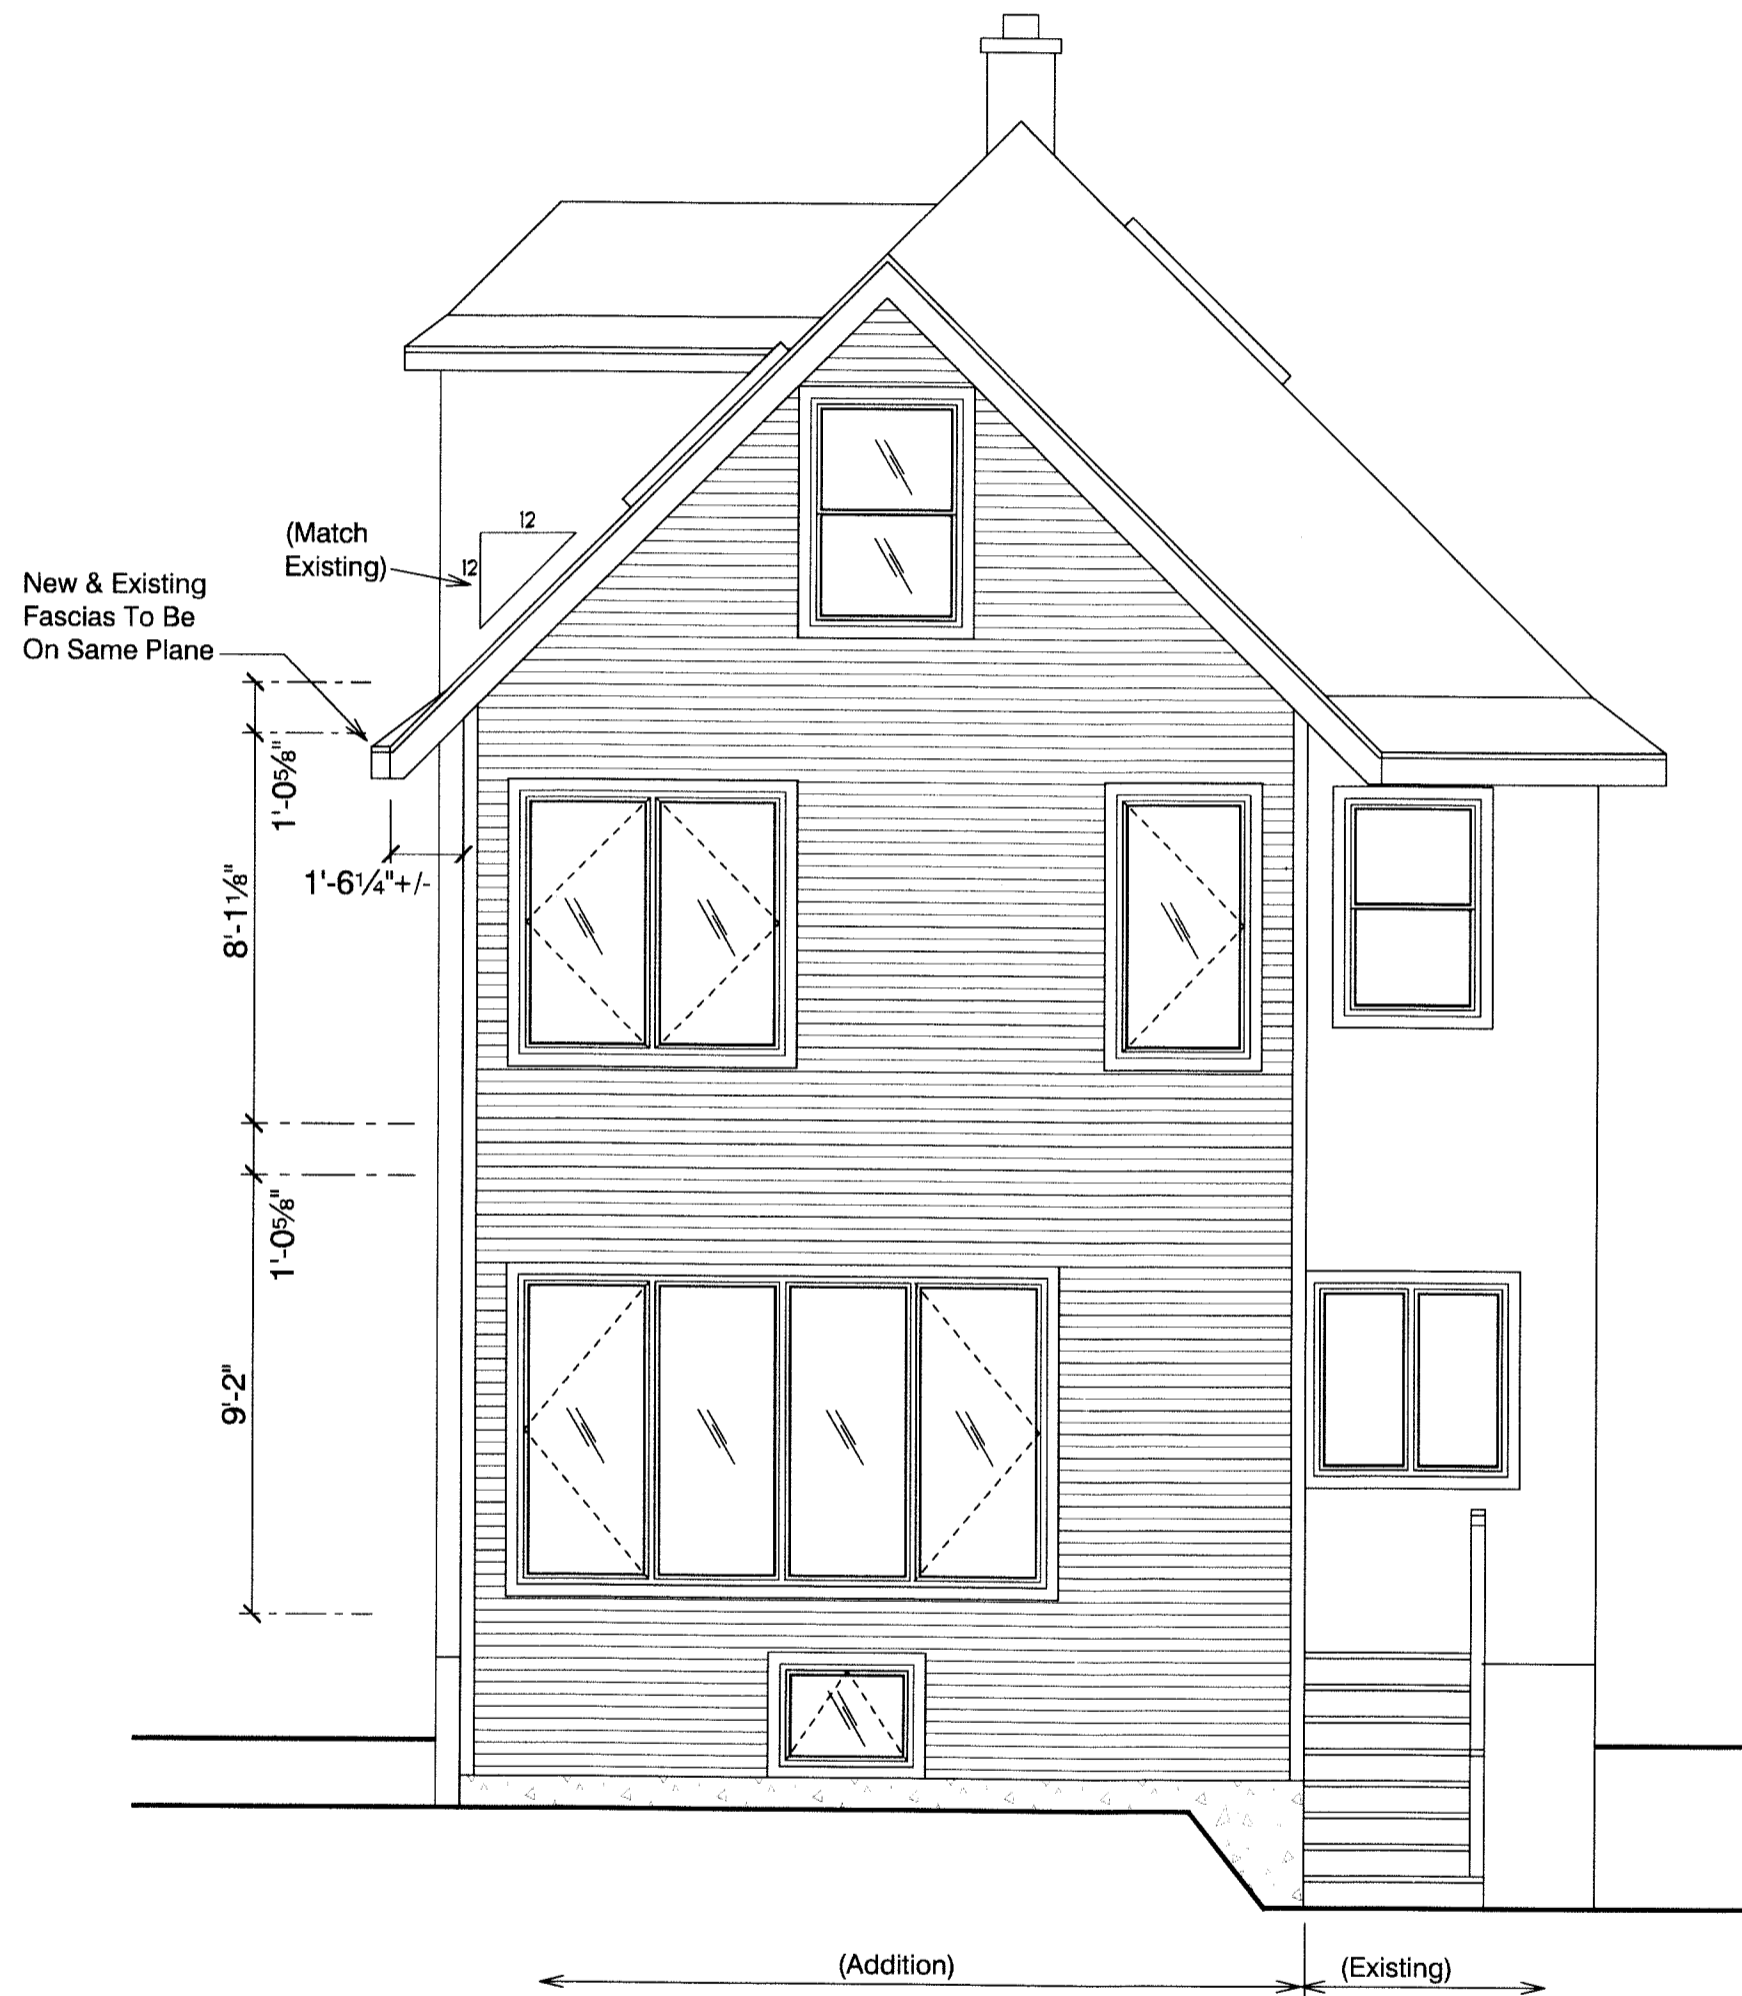 12
(Match
Existing)
12
New & Existing
Fascias To Be
On Same Plane
1'-05/8"
1'-61/4"+/-
8'-11/8"
1'-05/8"
9'-2"
(Addition)
(Existing)